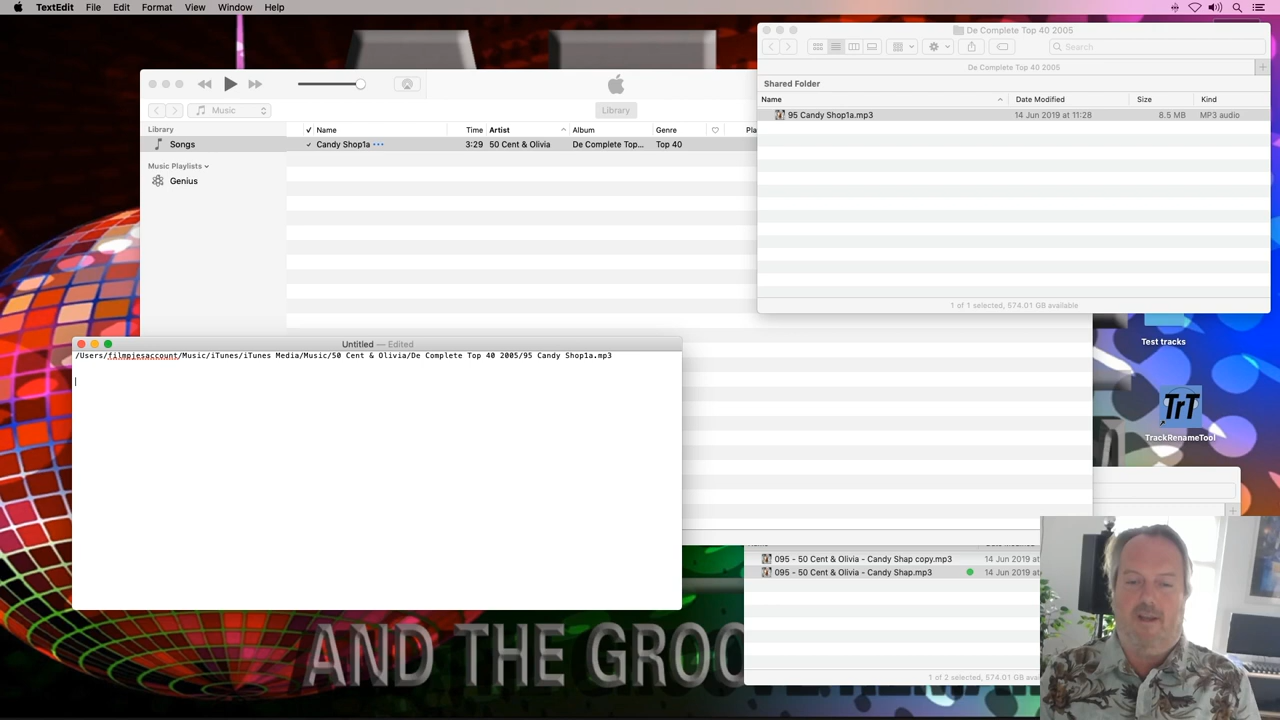 TextEdit File Edit Format View Window Help
De Complete Top 40 2005
Search
De Complete Top 40 2005
Shared Folder
Name Date Modified Size Kind
95 Candy Shop1a.mp3 14 Jun 2019 at 11:28 8.5 MB MP3 audio
1 of 1 selected, 574.01 GB available
Music
Library
Library
Songs
Music Playlists
Genius
Name Time Artist Album Genre Pla
Candy Shop1a 3:29 50 Cent & Olivia De Complete Top... Top 40
Untitled — Edited
/Users/filmpjesaccount/Music/iTunes/iTunes Media/Music/50 Cent & Olivia/De Complete Top 40 2005/95 Candy Shop1a.mp3
Test tracks
TrT
TrackRenameTool
095 - 50 Cent & Olivia - Candy Shap copy.mp3 14 Jun 2019 at
095 - 50 Cent & Olivia - Candy Shap.mp3 14 Jun 2019 at
1 of 2 selected, 574.01 GB ava
AND THE GROO